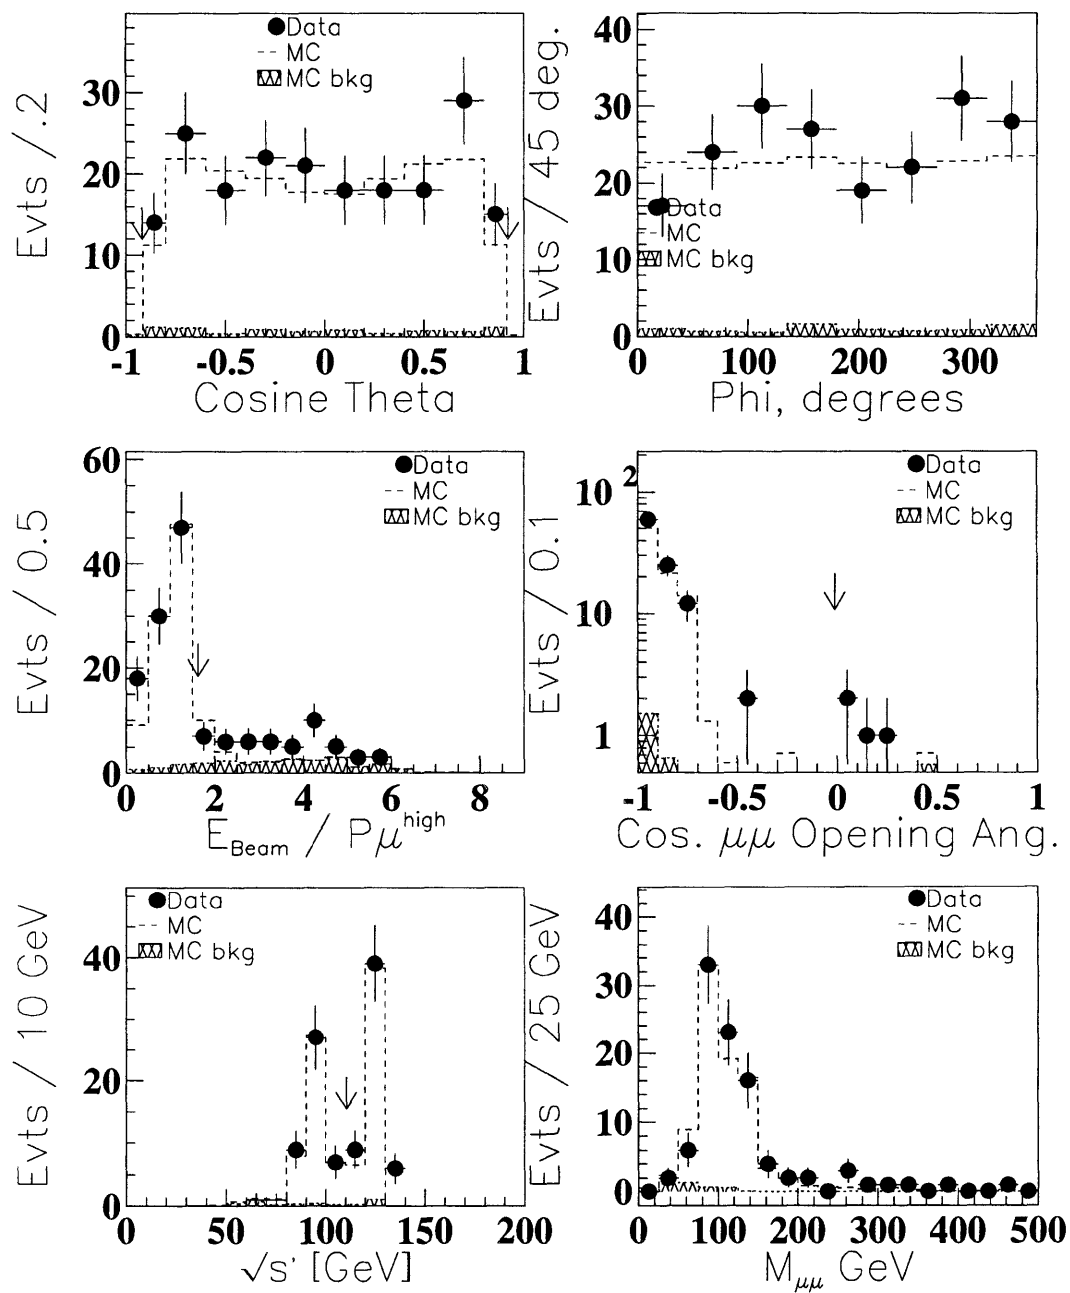 Data
MC
MC bkg
Evts / .2
30
20
10
0
-1 -0.5 0 0.5 1
Cosine Theta
Evts / 45 deg.
40
30
20
10
0
Data
MC
MC bkg
0 100 200 300
Phi, degrees
Data
MC
MC bkg
Evts / 0.5
60
40
20
0
0 2 4 6 8
E_Beam / Pμ^high
Data
MC
MC bkg
Evts / 0.1
10^2
10
1
-1 -0.5 0 0.5 1
Cos. μμ Opening Ang.
Data
MC
MC bkg
Evts / 10 GeV
40
20
0
0 50 100 150 200
√s' [GeV]
Data
MC
MC bkg
Evts / 25 GeV
40
30
20
10
0
0 100 200 300 400 500
M_μμ GeV